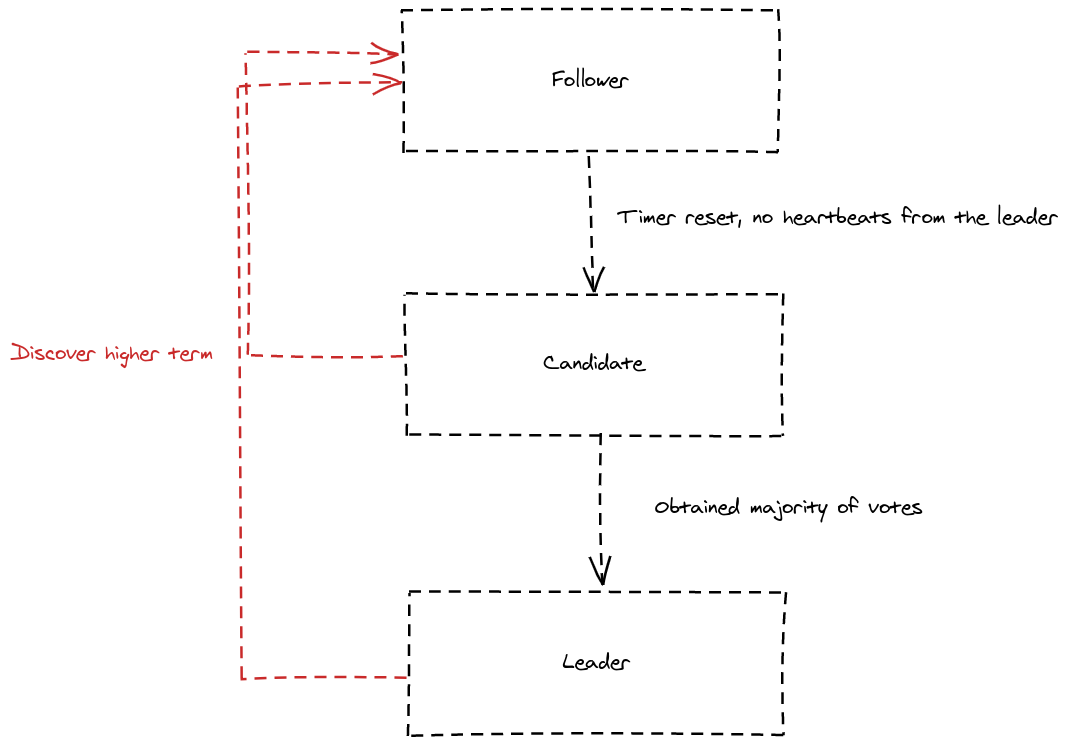 Follower
Timer reset, no heartbeats from the leader
Discover higher term
Candidate
Obtained majority of votes
Leader